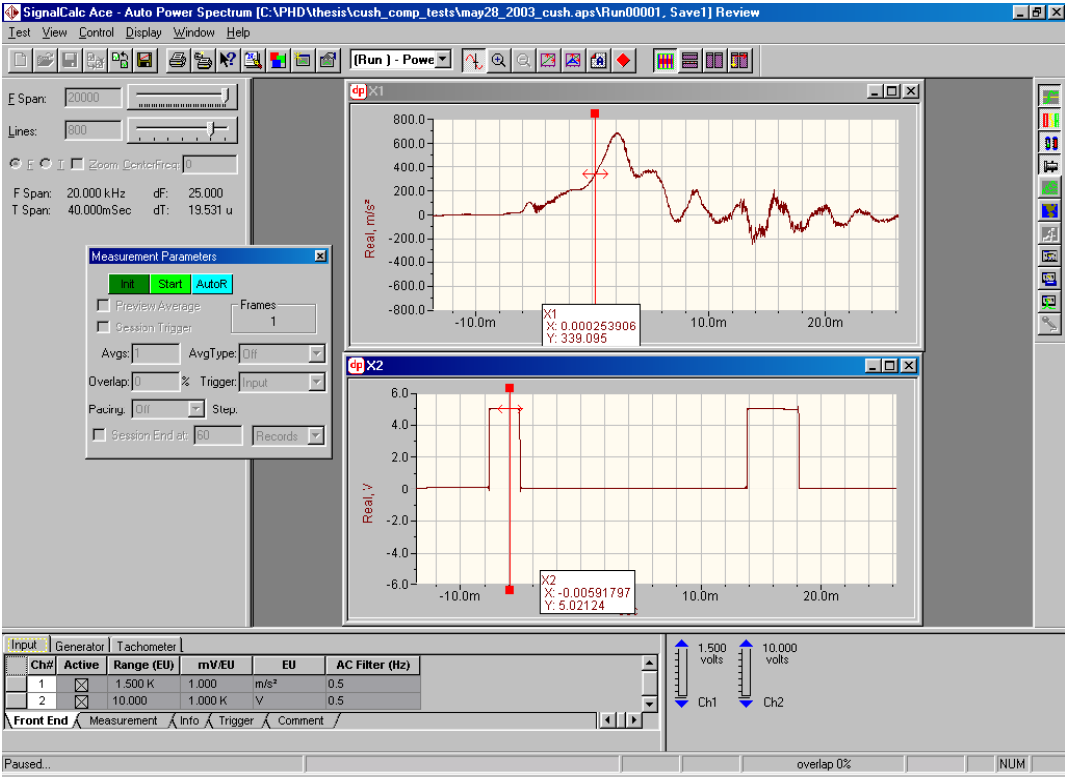 SignalCalc Ace - Auto Power Spectrum [C:\PHD\thesis\cush_comp_tests\may28_2003_cush.aps\Run00001, Save1] Review
Test View Control Display Window Help
(Run ) - Powe
F Span: 20000
Lines: 800
F T Zoom CenterFreq: 0
F Span: 20.000 kHz dF: 25.000
T Span: 40.000mSec dT: 19.531 u
Measurement Parameters
Init Start AutoR
Preview Average
Frames
1
Session Trigger
Avgs: 1 AvgType: Off
Overlap: 0 % Trigger: Input
Pacing. Off Step.
Session End at: 60 Records
dp X1
800.0
600.0
400.0
200.0
0
-200.0
-400.0
-600.0
-800.0
Real, m/s²
-10.0m 10.0m 20.0m
X1
X: 0.000253906
Y: 339.095
dp X2
6.0
4.0
2.0
0
-2.0
-4.0
-6.0
Real, V
-10.0m 10.0m 20.0m
X2
X: -0.00591797
Y: 5.02124
Input Generator Tachometer
Ch# Active Range (EU) mV/EU EU AC Filter (Hz)
1 1.500 K 1.000 m/s² 0.5
2 10.000 1.000 K V 0.5
Front End Measurement Info Trigger Comment
1.500 volts Ch1
10.000 volts Ch2
Paused... overlap 0% NUM